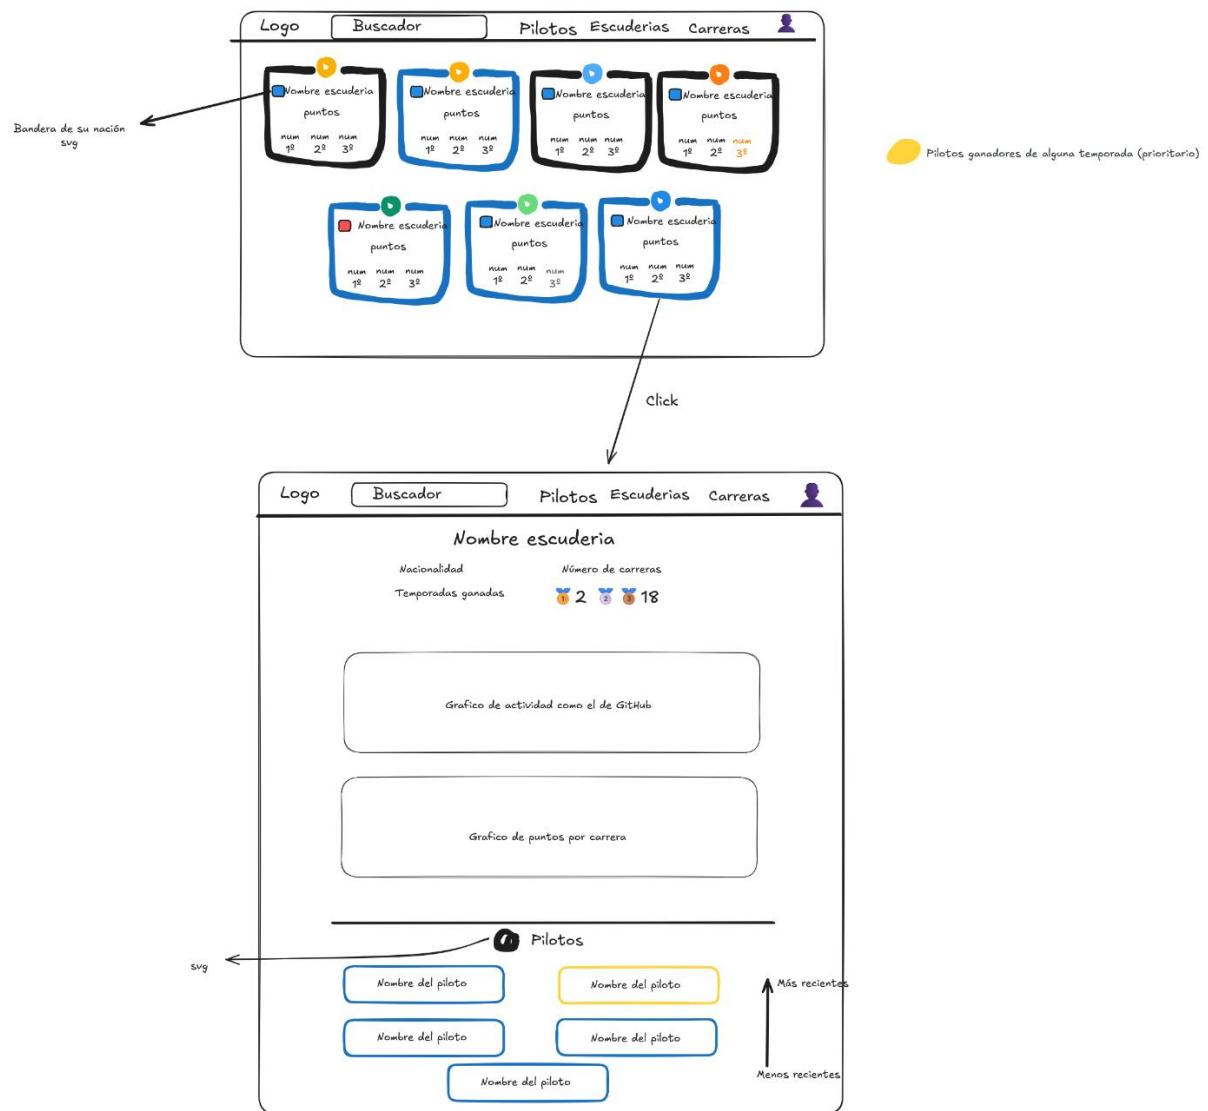 Logo
Buscador
Pilotos
Escuderias
Carreras
Nombre escuderia
puntos
num num num
1º 2º 3º
Nombre escuderia
puntos
num num num
1º 2º 3º
Nombre escuderia
puntos
num num num
1º 2º 3º
Nombre escuderia
puntos
num num num
1º 2º 3º
Bandera de su nación
svg
Pilotos ganadores de alguna temporada (prioritario)
Nombre escuderia
puntos
num num num
1º 2º 3º
Nombre escuderia
puntos
num num num
1º 2º 3º
Nombre escuderia
puntos
num num num
1º 2º 3º
Click
Logo
Buscador
Pilotos
Escuderias
Carreras
Nombre escuderia
Nacionalidad
Número de carreras
Temporadas ganadas
1 2 2 3 18
Grafico de actividad como el de GitHub
Grafico de puntos por carrera
Pilotos
svg
Nombre del piloto
Nombre del piloto
Más recientes
Nombre del piloto
Nombre del piloto
Menos recientes
Nombre del piloto